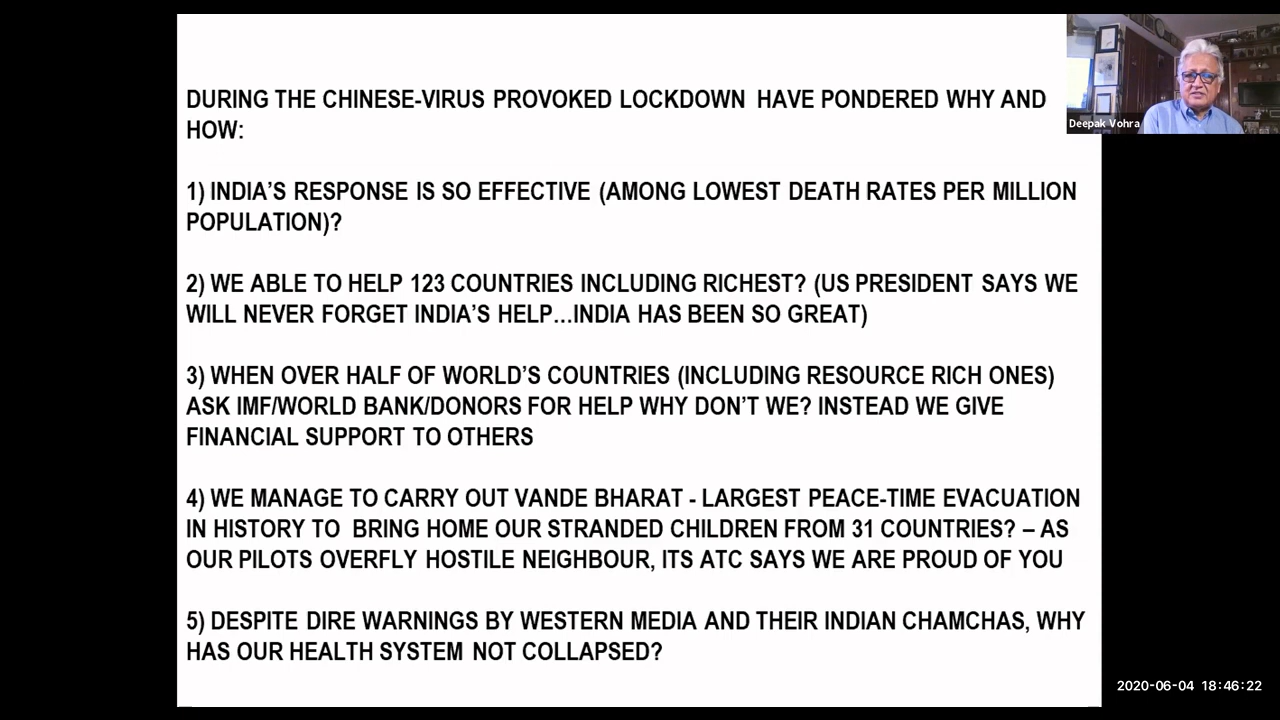 DURING THE CHINESE-VIRUS PROVOKED LOCKDOWN HAVE PONDERED WHY AND
HOW:
1) INDIA’S RESPONSE IS SO EFFECTIVE (AMONG LOWEST DEATH RATES PER MILLION
POPULATION)?
2) WE ABLE TO HELP 123 COUNTRIES INCLUDING RICHEST? (US PRESIDENT SAYS WE
WILL NEVER FORGET INDIA’S HELP…INDIA HAS BEEN SO GREAT)
3) WHEN OVER HALF OF WORLD’S COUNTRIES (INCLUDING RESOURCE RICH ONES)
ASK IMF/WORLD BANK/DONORS FOR HELP WHY DON’T WE? INSTEAD WE GIVE
FINANCIAL SUPPORT TO OTHERS
4) WE MANAGE TO CARRY OUT VANDE BHARAT - LARGEST PEACE-TIME EVACUATION
IN HISTORY TO BRING HOME OUR STRANDED CHILDREN FROM 31 COUNTRIES? – AS
OUR PILOTS OVERFLY HOSTILE NEIGHBOUR, ITS ATC SAYS WE ARE PROUD OF YOU
5) DESPITE DIRE WARNINGS BY WESTERN MEDIA AND THEIR INDIAN CHAMCHAS, WHY
HAS OUR HEALTH SYSTEM NOT COLLAPSED?
Deepak Vohra
2020-06-04 18:46:22